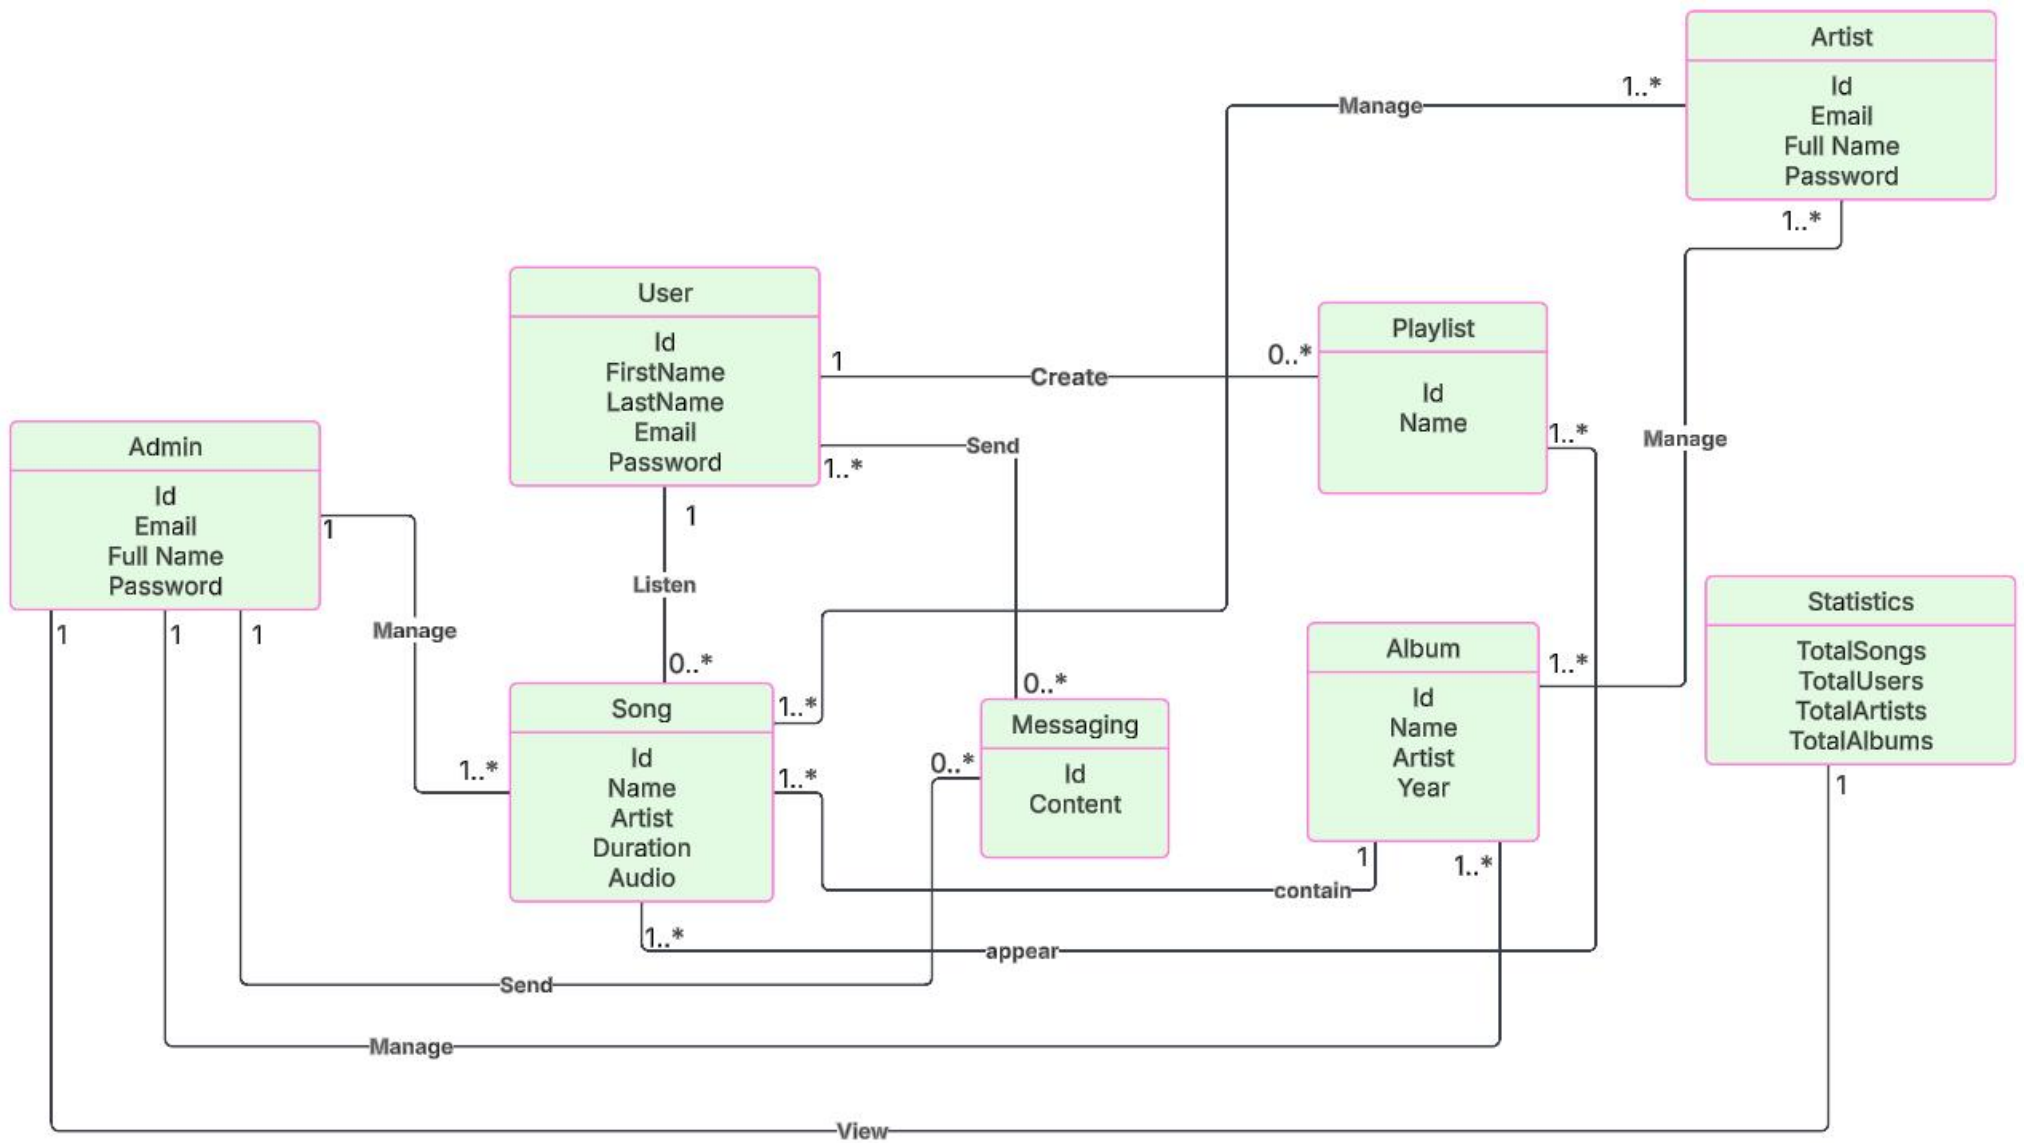 Artist
Id
Email
Full Name
Password
1..*
Manage
1..*
User
Id
FirstName
LastName
Email
Password
1
Create
0..*
Playlist
Id
Name
1..*
Manage
Send
1..*
Admin
Id
Email
Full Name
Password
1
1
1
1
Manage
1
Listen
0..*
1..*
Song
Id
Name
Artist
Duration
Audio
1..*
1..*
1..*
0..*
Messaging
Id
Content
0..*
Album
Id
Name
Artist
Year
1..*
1
1..*
contain
Statistics
TotalSongs
TotalUsers
TotalArtists
TotalAlbums
1
appear
Send
Manage
View